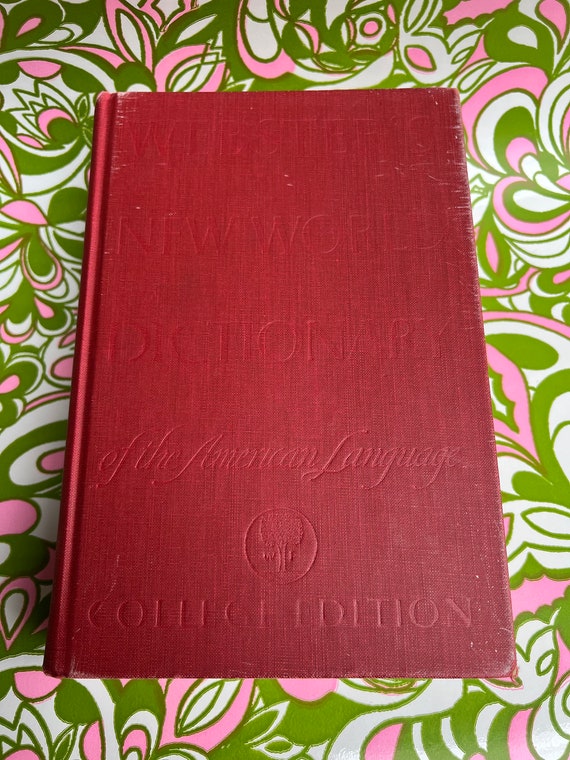 WEBSTER'S
NEW WORLD
DICTIONARY
of the American Language
COLLEGE EDITION